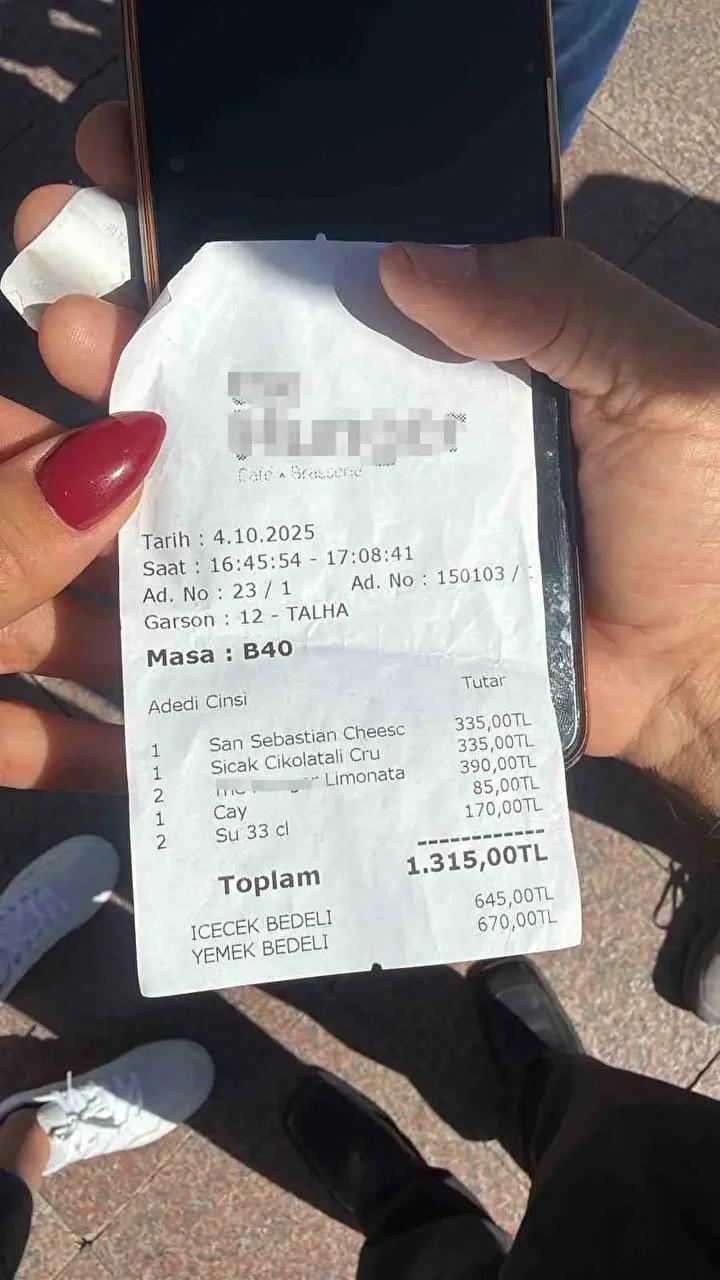 Cafe • Brasserie
Tarih : 4.10.2025
Saat : 16:45:54 - 17:08:41
Ad. No : 23 / 1 Ad. No : 150103 /
Garson : 12 - TALHA
Masa : B40
Adedi Cinsi Tutar
1 San Sebastian Cheesc 335,00TL
1 Sicak Cikolatali Cru 335,00TL
2 Limonata 390,00TL
1 Cay 85,00TL
2 Su 33 cl 170,00TL
------------
Toplam 1.315,00TL
ICECEK BEDELI 645,00TL
YEMEK BEDELI 670,00TL